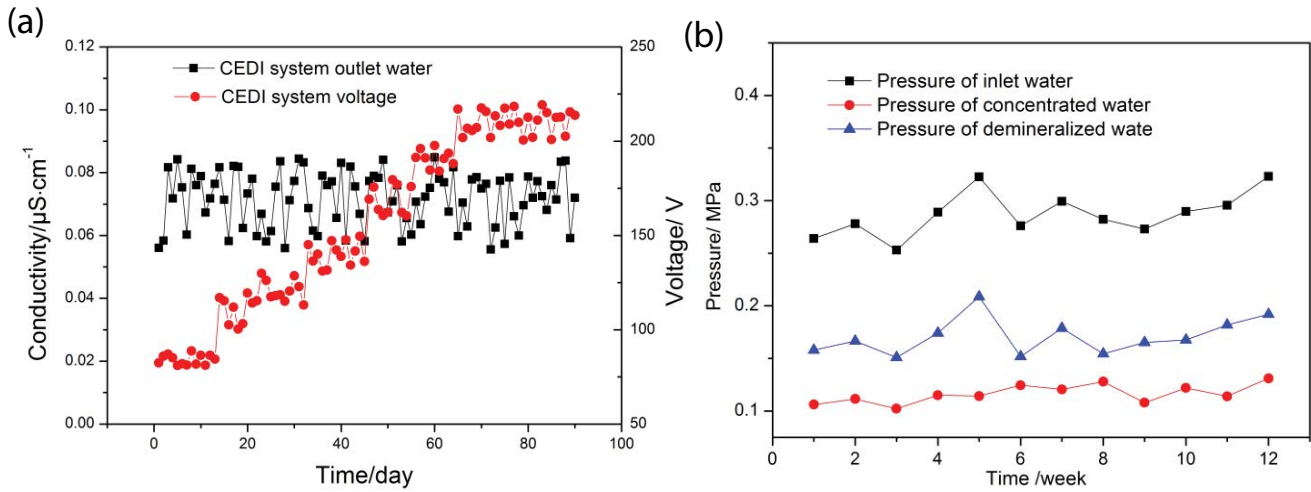 (a)
0.12
0.10
0.08
0.06
0.04
0.02
0.00
Conductivity/μS·cm⁻¹
CEDI system outlet water
CEDI system voltage
250
200
150
100
50
Voltage/ V
0
20
40
60
80
100
Time/day
(b)
0.4
0.3
0.2
0.1
Pressure/ MPa
Pressure of inlet water
Pressure of concentrated water
Pressure of demineralized wate
0
2
4
6
8
10
12
Time /week